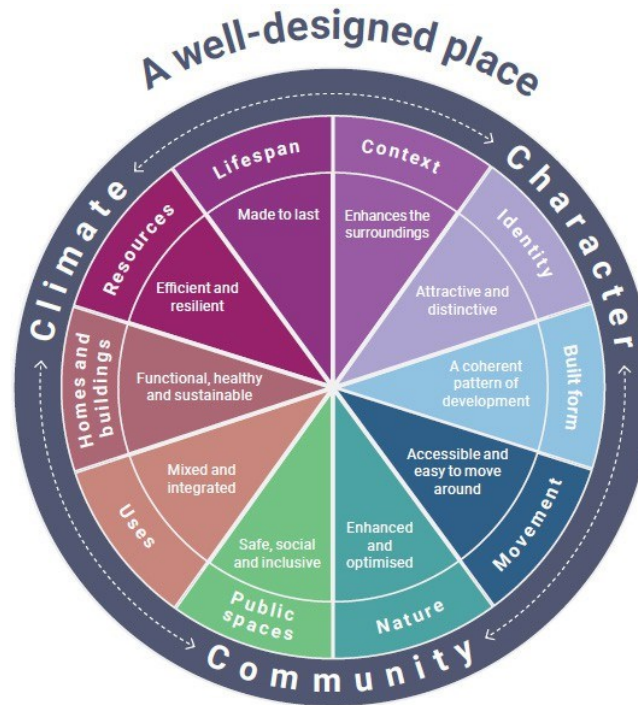 A well-designed place
Climate
Character
Community
Context
Enhances the
surroundings
Identity
Attractive and
distinctive
Built form
A coherent
pattern of
development
Movement
Accessible and
easy to move
around
Nature
Enhanced
and
optimised
Public
spaces
Safe, social
and inclusive
Uses
Mixed and
integrated
Homes and
buildings
Functional, healthy
and sustainable
Resources
Efficient and
resilient
Lifespan
Made to last